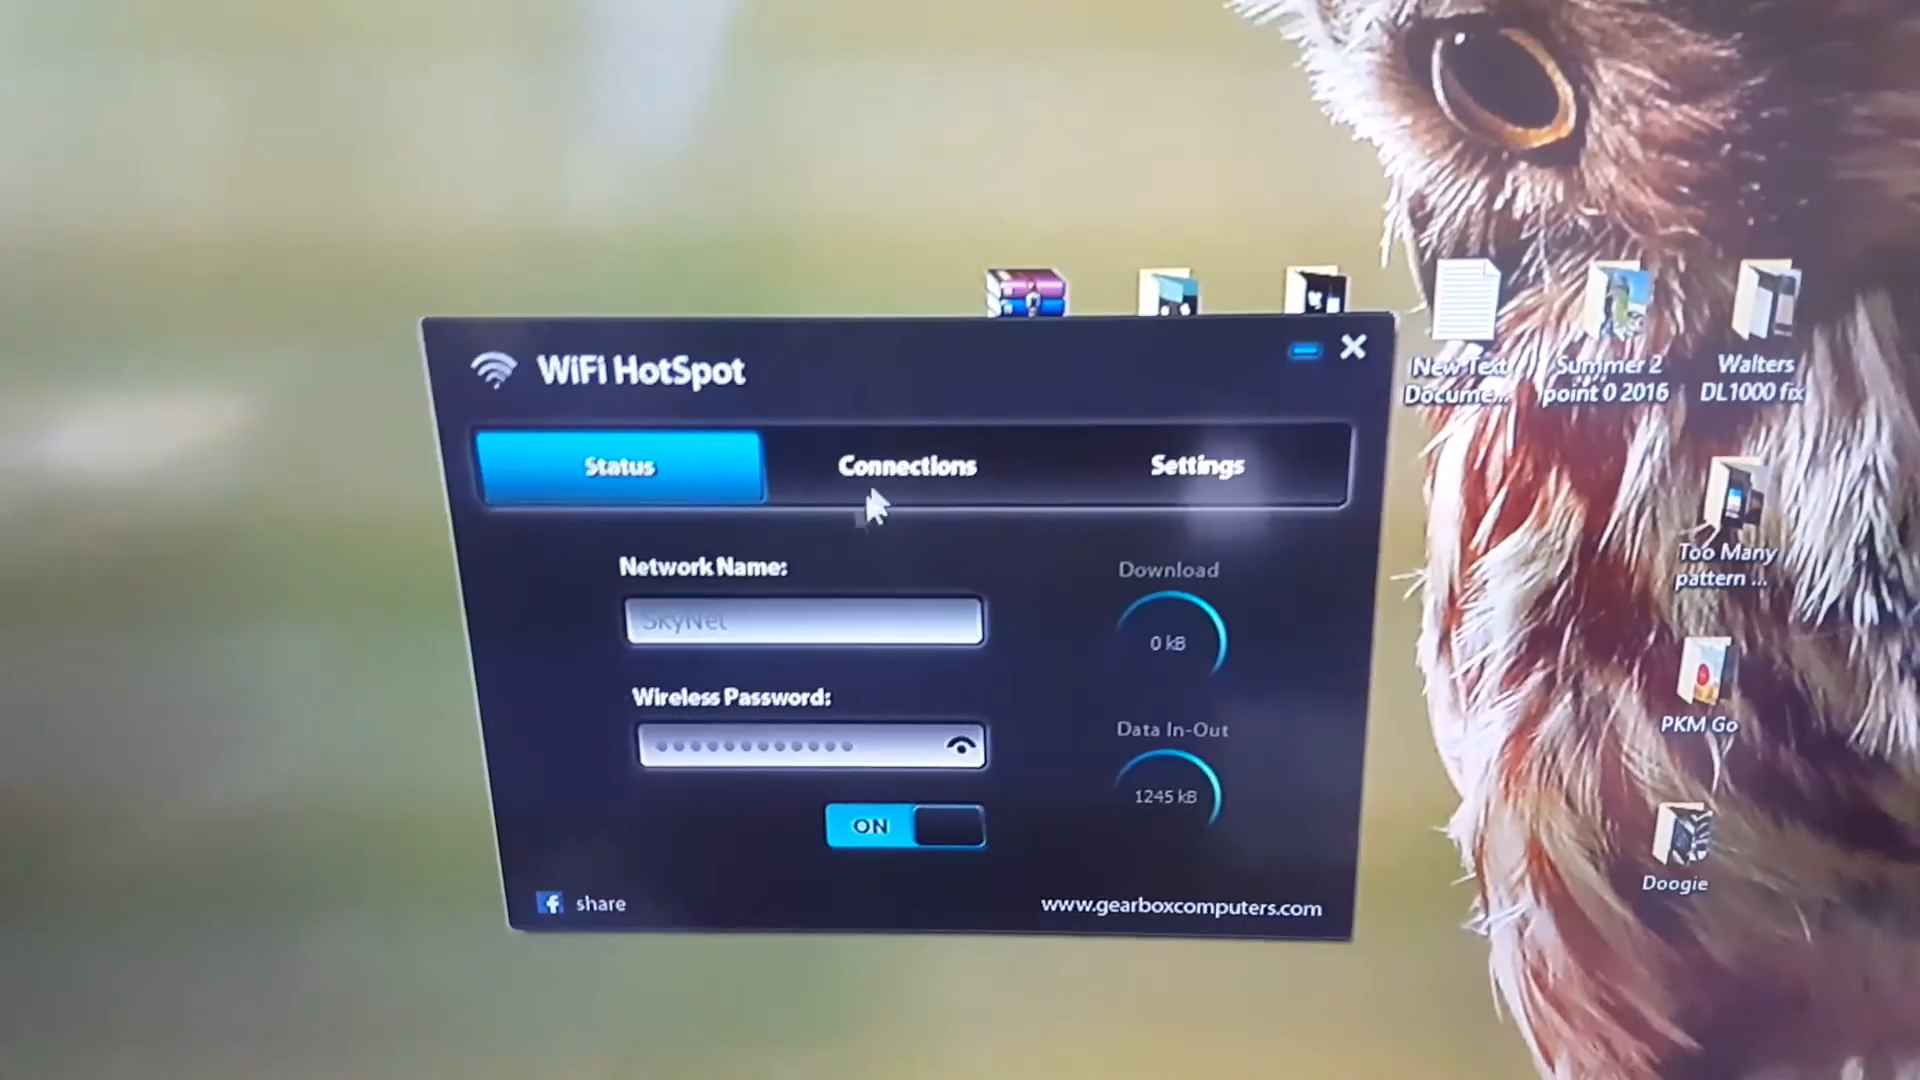 WiFi HotSpot
Status
Connections
Settings
Network Name:
SkyNet
Wireless Password:
ON
Download
0 kB
Data In-Out
1245 kB
share
www.gearboxcomputers.com
New Text
Docume...
Summer 2
point 0 2016
Walters
DL1000 fix
Too Many
pattern ...
PKM Go
Doogie